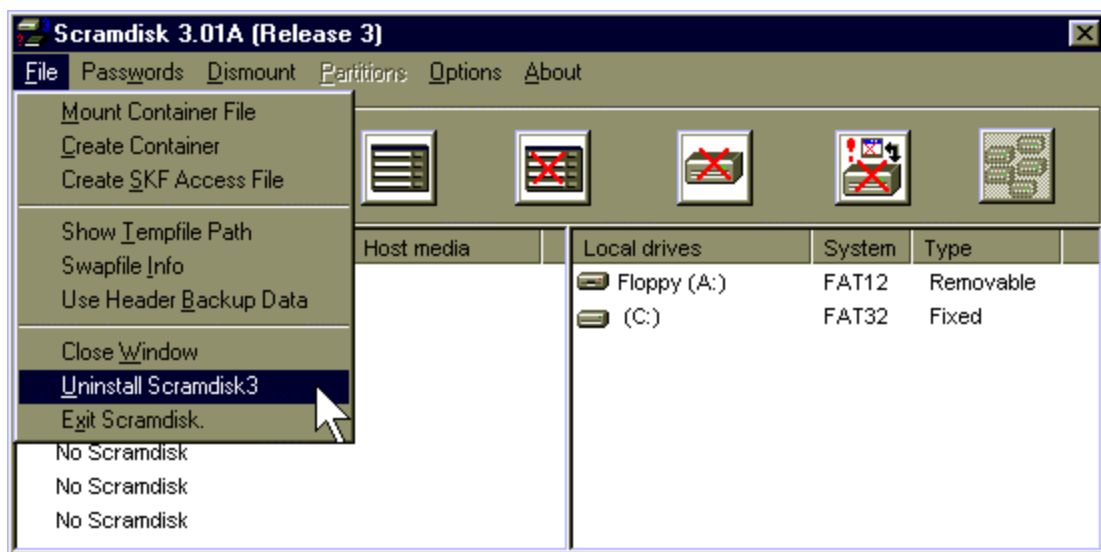 Scramdisk 3.01A (Release 3)
File Passwords Dismount Partitions Options About
Mount Container File
Create Container
Create SKF Access File
Show Tempfile Path
Swapfile Info
Use Header Backup Data
Close Window
Uninstall Scramdisk3
Exit Scramdisk.
Host media
No Scramdisk
No Scramdisk
No Scramdisk
Local drives System Type
Floppy (A:) FAT12 Removable
(C:) FAT32 Fixed